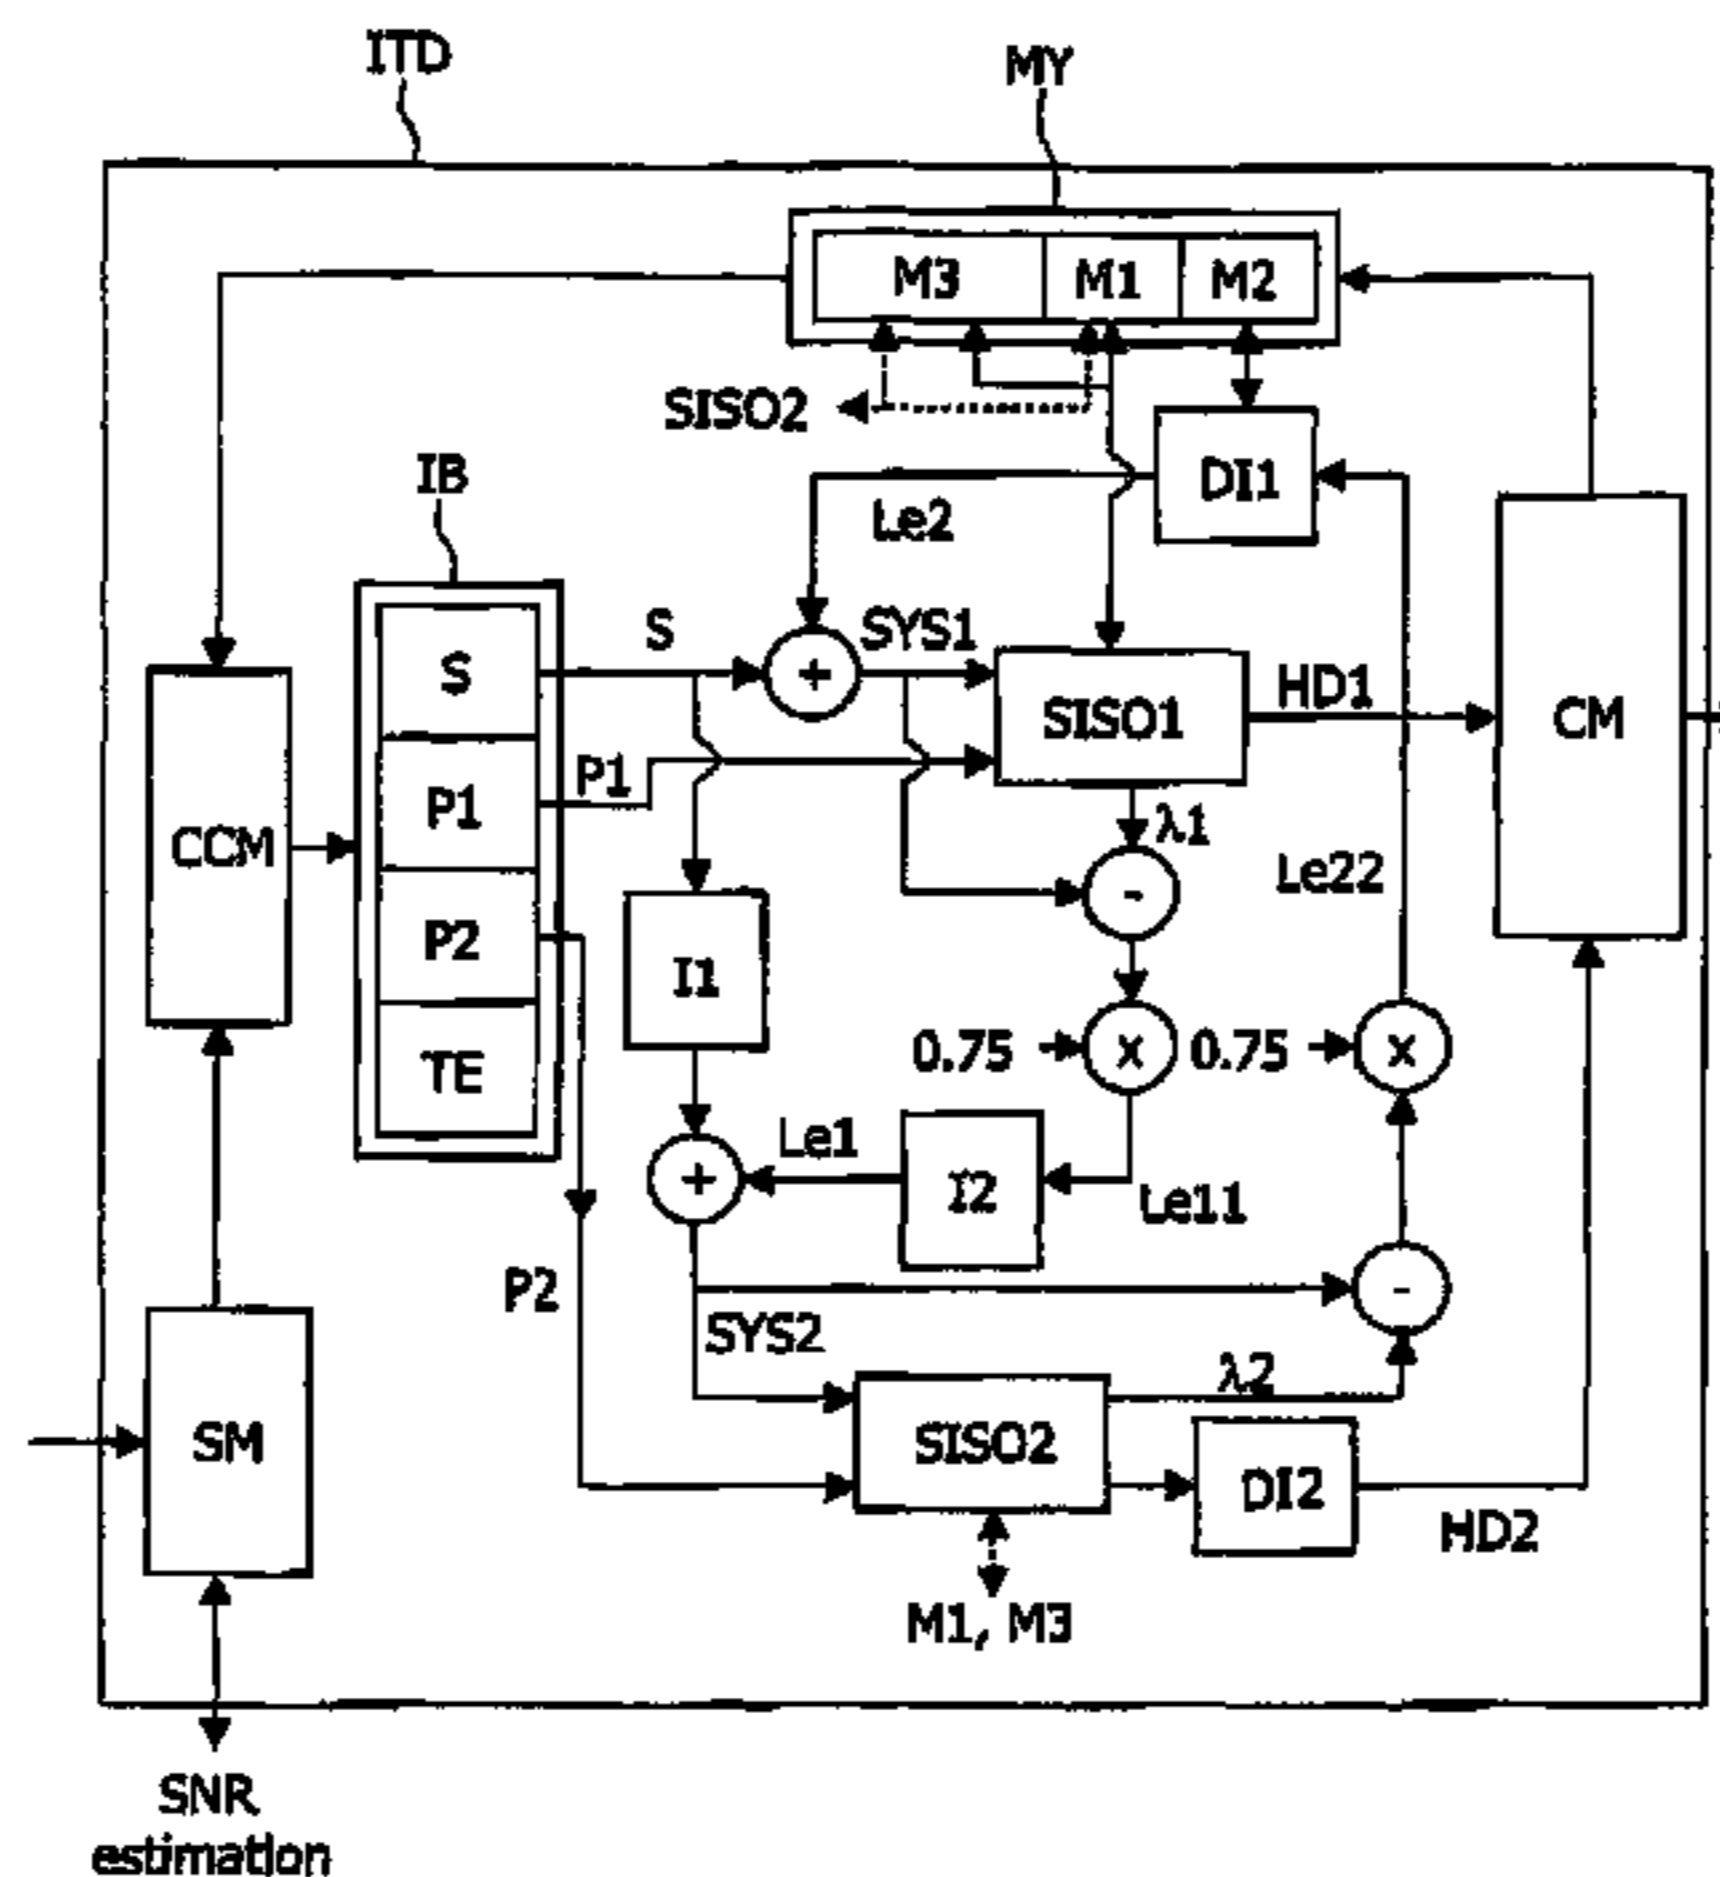 ITD
MY
M3 M1 M2
SISO2
DI1
IB
Le2
S
S
SYS1
SISO1
HD1
CM
P1
P1
λ1
CCM
Le22
P2
I1
-
TE
0.75
x
0.75
x
+
+
Le1
I2
Le11
-
P2
SYS2
λ2
SM
SISO2
DI2
HD2
M1, M3
SNR
estimation